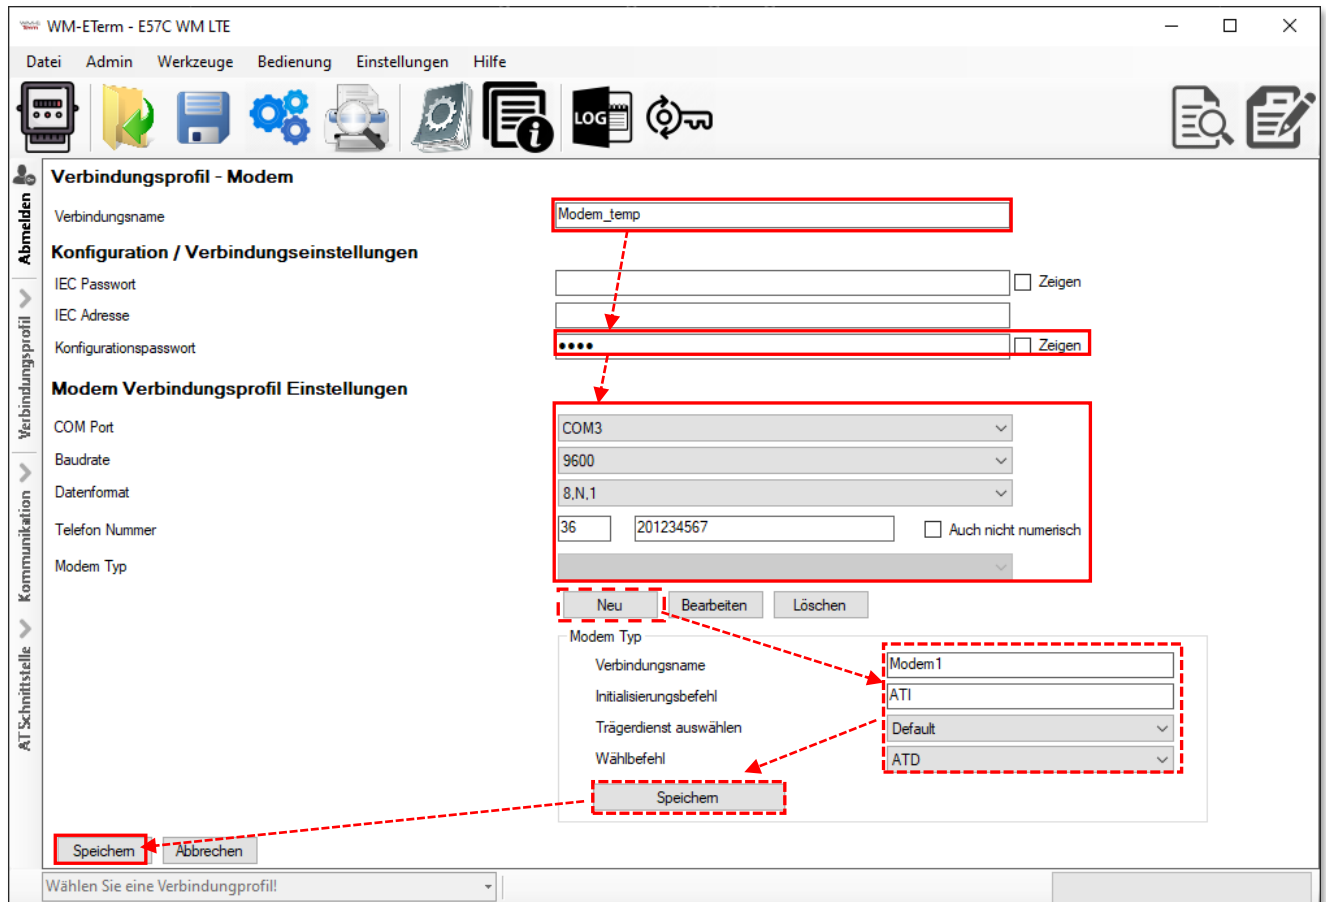 WM-ETerm - E57C WM LTE
Datei Admin Werkzeuge Bedienung Einstellungen Hilfe
LOG
Abmelden
Verbindungsprofil
Kommunikation
AT Schnittstelle
Verbindungsprofil - Modem
Verbindungsname Modem_temp
Konfiguration / Verbindungseinstellungen
IEC Passwort Zeigen
IEC Adresse
Konfigurationspasswort •••• Zeigen
Modem Verbindungsprofil Einstellungen
COM Port COM3
Baudrate 9600
Datenformat 8,N,1
Telefon Nummer 36 201234567 Auch nicht numerisch
Modem Typ
Neu Bearbeiten Löschen
Modem Typ
Verbindungsname Modem1
Initialisierungsbefehl ATI
Trägerdienst auswählen Default
Wählbefehl ATD
Speichern
Speichern Abbrechen
Wählen Sie eine Verbindungprofil!